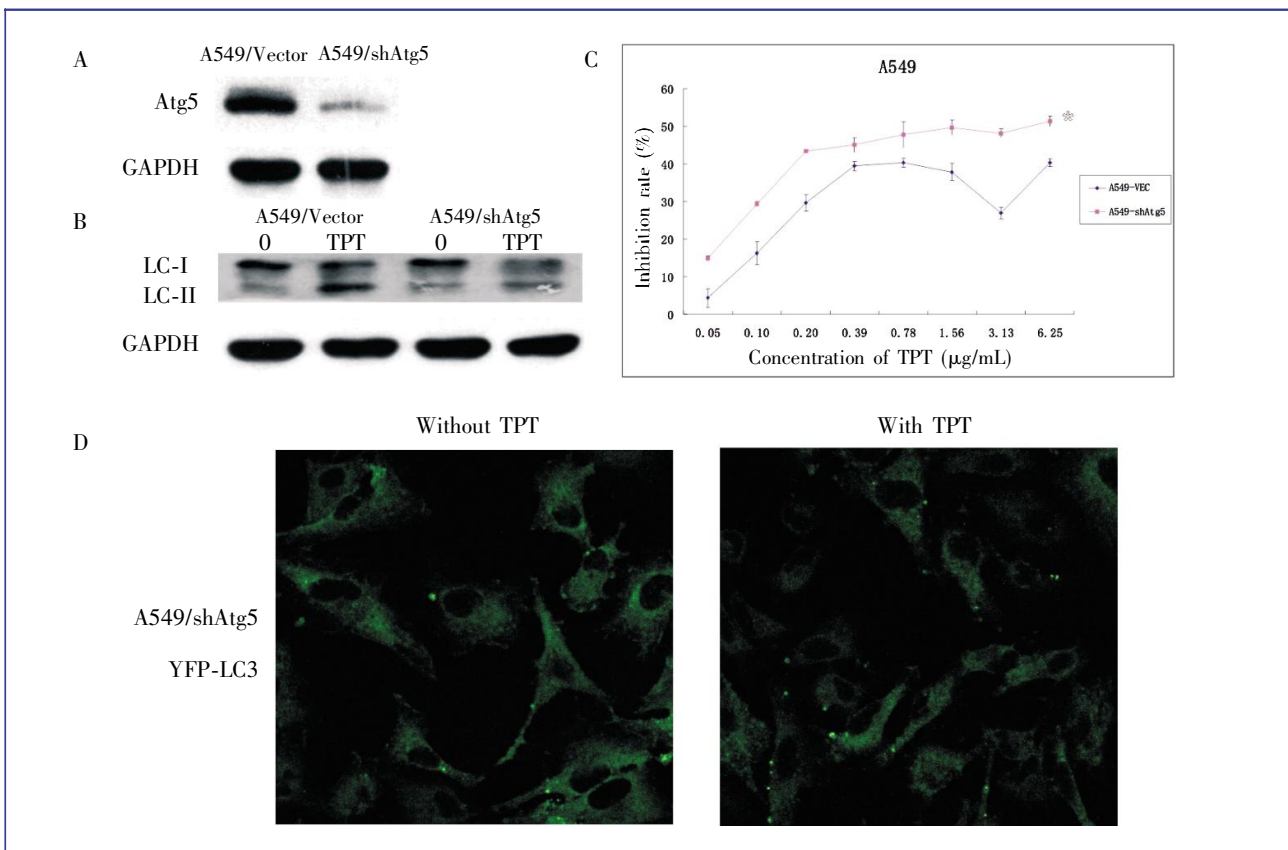 A
A549/Vector A549/shAtg5
Atg5
GAPDH
B
A549/Vector A549/shAtg5
0 TPT 0 TPT
LC-I
LC-II
GAPDH
C
A549
Inhibition rate (%)
60
50
40
30
20
10
0
0.05 0.10 0.20 0.39 0.78 1.56 3.13 6.25
Concentration of TPT (μg/mL)
A549-VEC
A549-shAtg5
*
D
Without TPT With TPT
A549/shAtg5
YFP-LC3